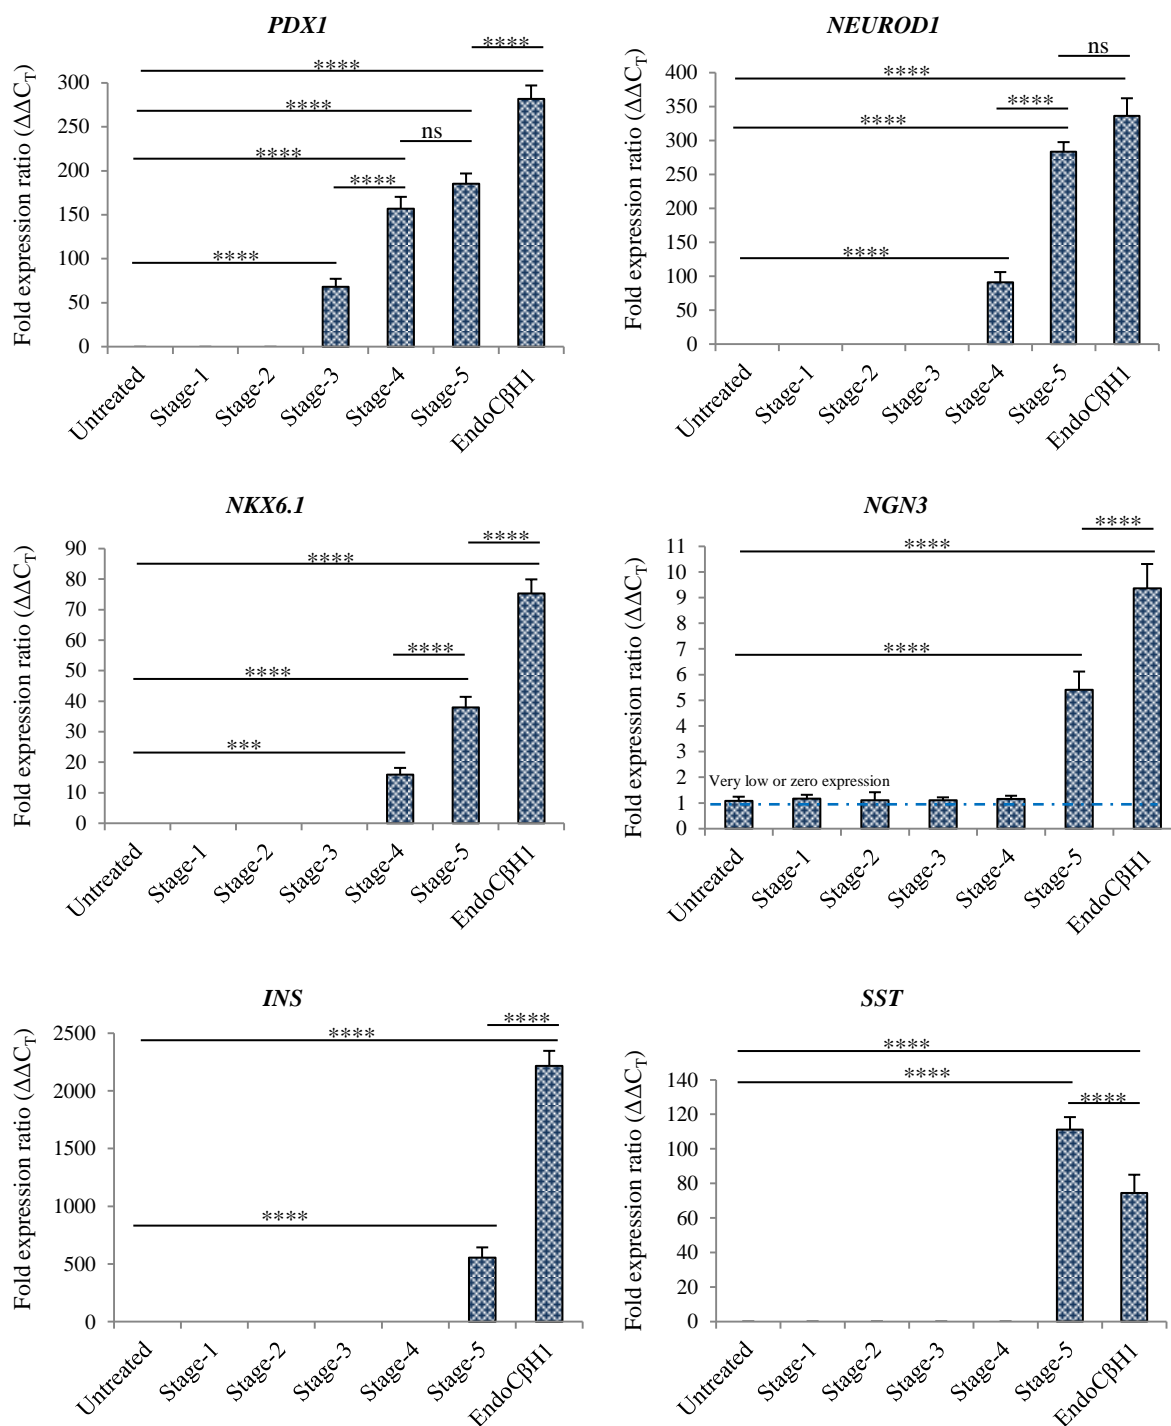 PDX1
****
****
****
ns
****
****
****
Fold expression ratio (ΔΔCT)
300
250
200
150
100
50
0
Untreated
Stage-1
Stage-2
Stage-3
Stage-4
Stage-5
EndoCβH1
NEUROD1
ns
****
****
****
****
Fold expression ratio (ΔΔCT)
400
350
300
250
200
150
100
50
0
Untreated
Stage-1
Stage-2
Stage-3
Stage-4
Stage-5
EndoCβH1
NKX6.1
****
****
****
****
***
Fold expression ratio (ΔΔCT)
90
80
70
60
50
40
30
20
10
0
Untreated
Stage-1
Stage-2
Stage-3
Stage-4
Stage-5
EndoCβH1
NGN3
****
****
****
Very low or zero expression
Fold expression ratio (ΔΔCT)
11
10
9
8
7
6
5
4
3
2
1
0
Untreated
Stage-1
Stage-2
Stage-3
Stage-4
Stage-5
EndoCβH1
INS
****
****
****
Fold expression ratio (ΔΔCT)
2500
2000
1500
1000
500
0
Untreated
Stage-1
Stage-2
Stage-3
Stage-4
Stage-5
EndoCβH1
SST
****
****
****
Fold expression ratio (ΔΔCT)
140
120
100
80
60
40
20
0
Untreated
Stage-1
Stage-2
Stage-3
Stage-4
Stage-5
EndoCβH1